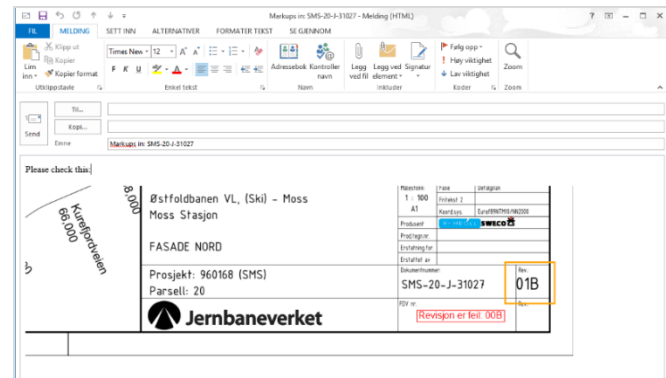 Markups in: SMS-20-J-31027 - Melding (HTML)
FIL MELDING SETT INN ALTERNATIVER FORMATER TEKST SE GJENNOM
Lim inn
Klipp ut
Kopier
Kopier format
Utklippstavle
Times New 12
F K U
Enkel tekst
Adressebok
Kontroller navn
Navn
Legg ved fil
Legg ved element
Signatur
Inkluder
Følg opp
Høy viktighet
Lav viktighet
Koder
Zoom
Zoom
Send
Til...
Kopi...
Emne
Markups in: SMS-20-J-31027
Please check this:
8,000
Kurefjordveien
66,000
Østfoldbanen VL, (Ski) - Moss
Moss Stasjon
FASADE NORD
Prosjekt: 960168 (SMS)
Parsell: 20
Jernbaneverket
Målestokk
1 : 100
A1
Fase
Detaljplan
Fritekst 2
Koordsys.
Produsent
SWECO
Prod.tegn.nr.
Erstatning for
Erstattet av
Dokumentnummer
SMS-20-J-31027
Rev.
01B
FDV nr.
Rev.
Revisjon er feil: 00B